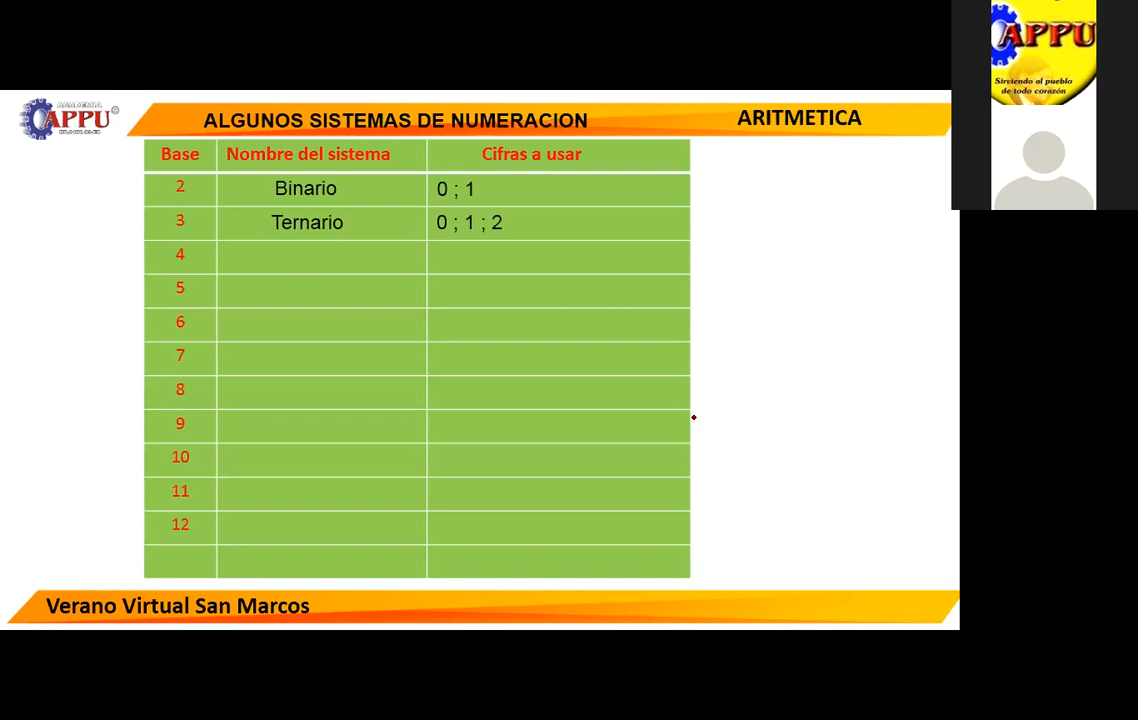 APPU
Sirviendo al pueblo
de todo corazón
ACADEMIA
APPU
ALGUNOS SISTEMAS DE NUMERACION
ARITMETICA
Base Nombre del sistema Cifras a usar
2 Binario 0 ; 1
3 Ternario 0 ; 1 ; 2
4
5
6
7
8
9
10
11
12
Verano Virtual San Marcos